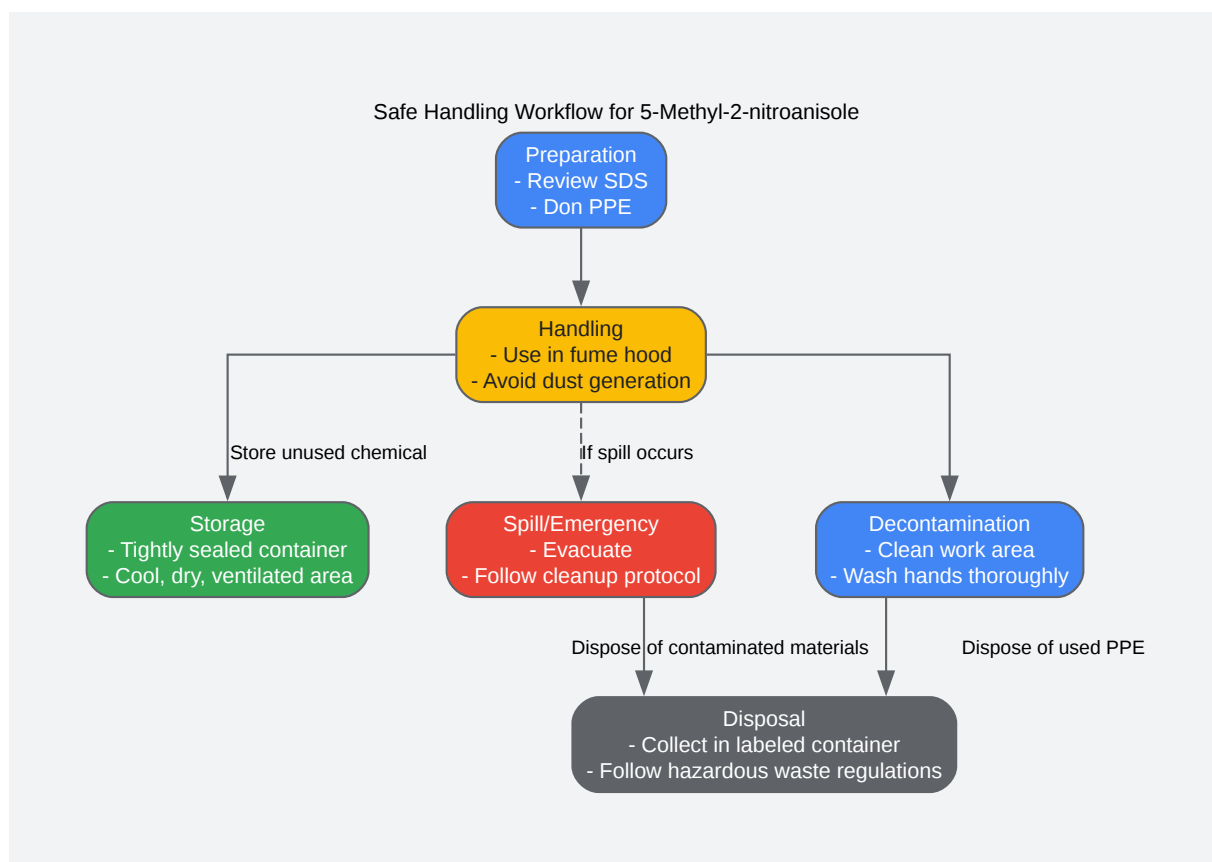 Safe Handling Workflow for 5-Methyl-2-nitroanisole
Preparation
- Review SDS
- Don PPE
Handling
- Use in fume hood
- Avoid dust generation
Store unused chemical
If spill occurs
Storage
- Tightly sealed container
- Cool, dry, ventilated area
Spill/Emergency
- Evacuate
- Follow cleanup protocol
Decontamination
- Clean work area
- Wash hands thoroughly
Dispose of contaminated materials
Dispose of used PPE
Disposal
- Collect in labeled container
- Follow hazardous waste regulations